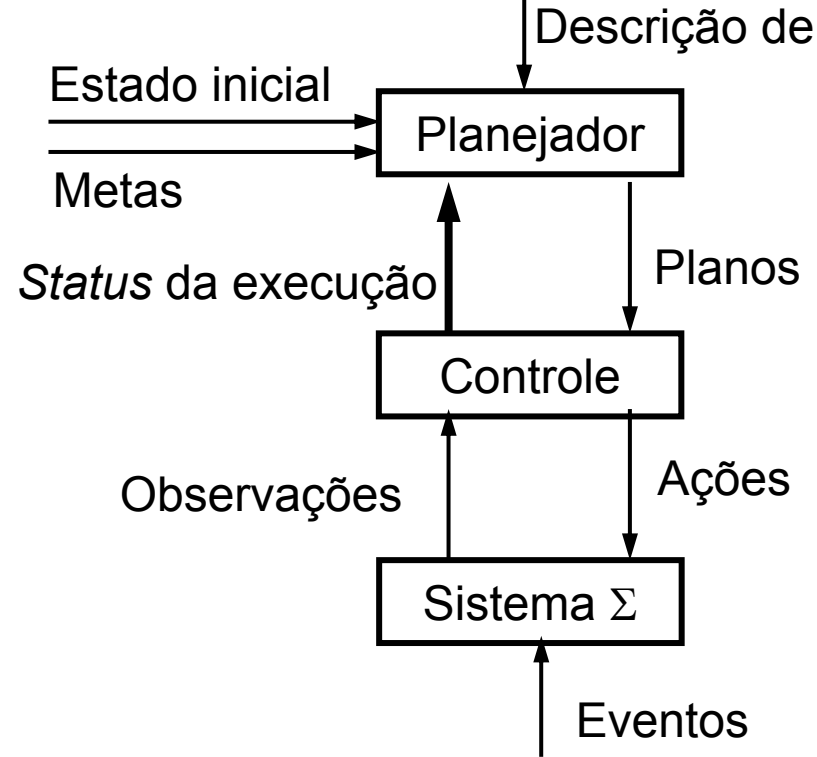 Descrição de
Estado inicial
Planejador
Metas
Status da execução
Planos
Controle
Observações
Ações
Sistema Σ
Eventos